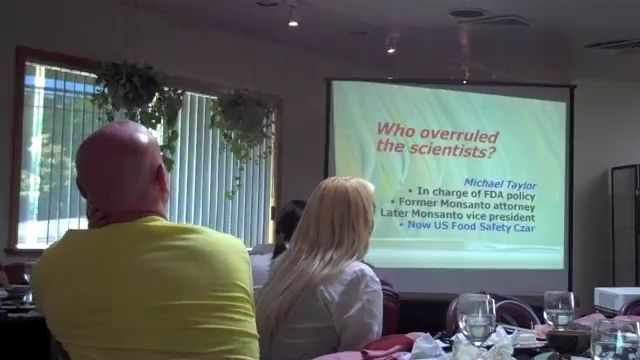 Who overruled
the scientists?
Michael Taylor
• In charge of FDA policy
• Former Monsanto attorney
Later Monsanto vice president
• Now US Food Safety Czar